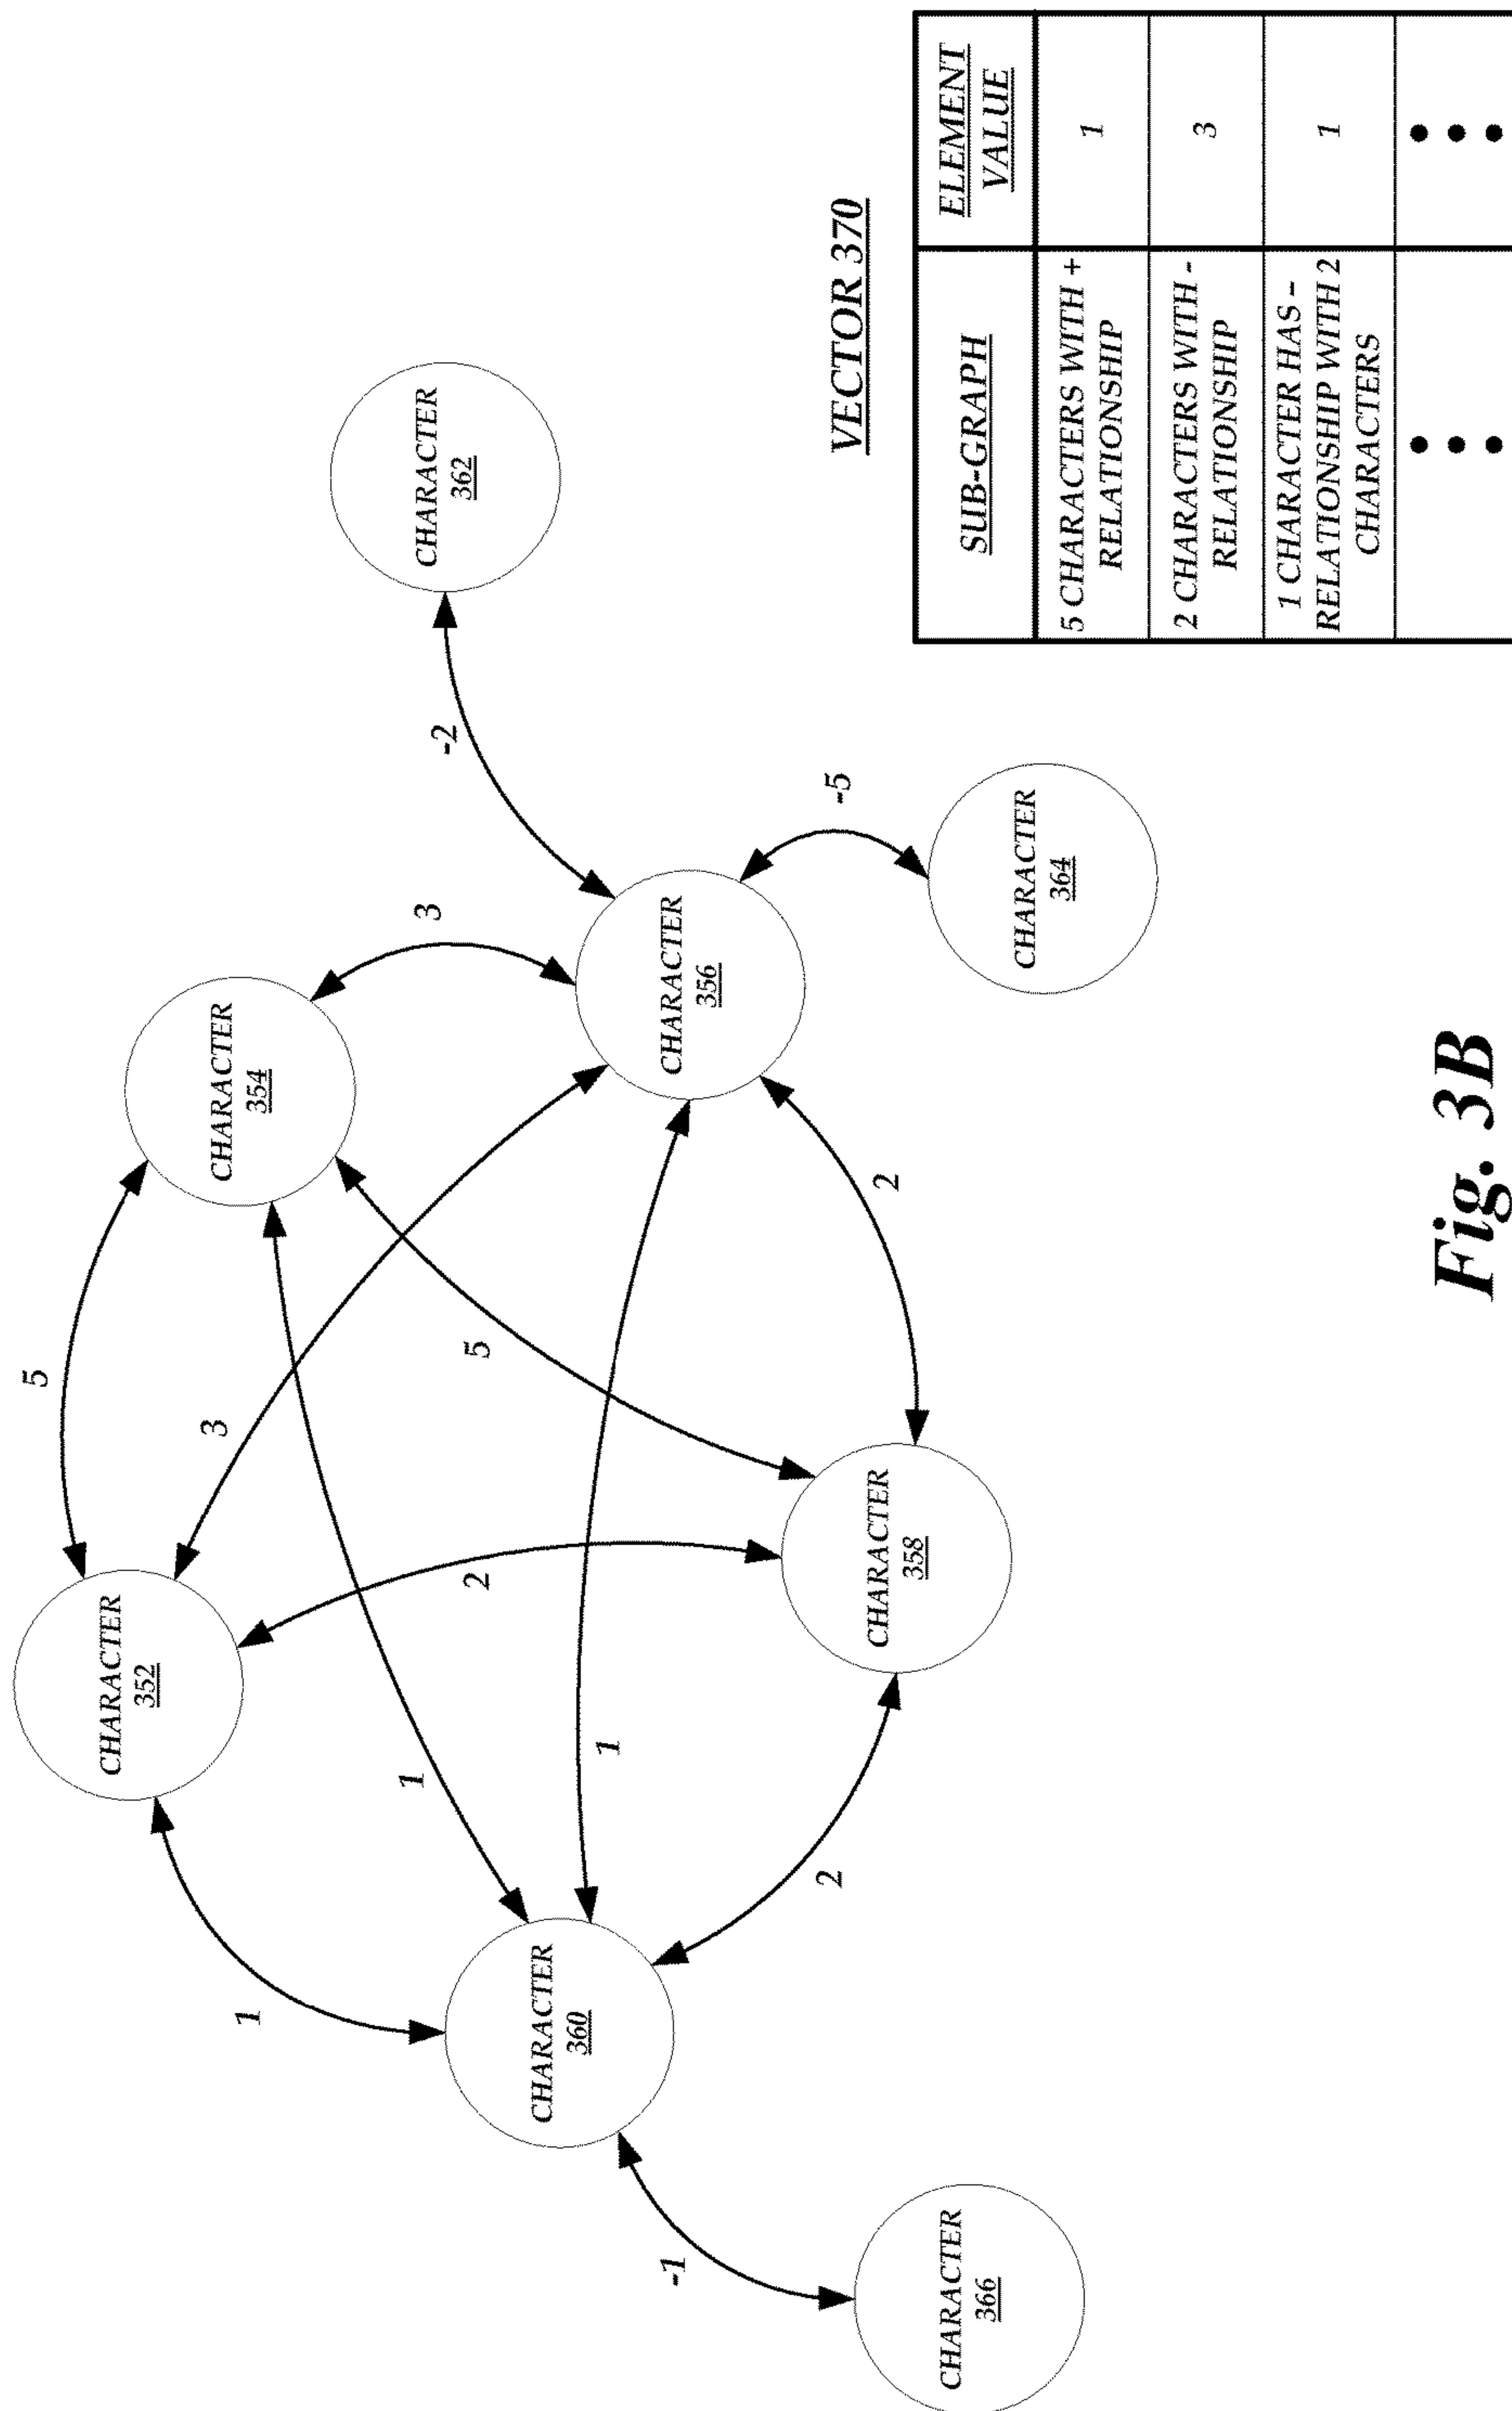 5
CHARACTER
352
3
CHARACTER
354
1
1
CHARACTER
362
3
-2
2
5
CHARACTER
360
1
CHARACTER
356
-1
2
-5
CHARACTER
358
2
CHARACTER
366
CHARACTER
364
VECTOR 370
SUB-GRAPH
ELEMENT
VALUE
5 CHARACTERS WITH +
RELATIONSHIP
1
2 CHARACTERS WITH -
RELATIONSHIP
3
1 CHARACTER HAS –
RELATIONSHIP WITH 2
CHARACTERS
1
Fig. 3B